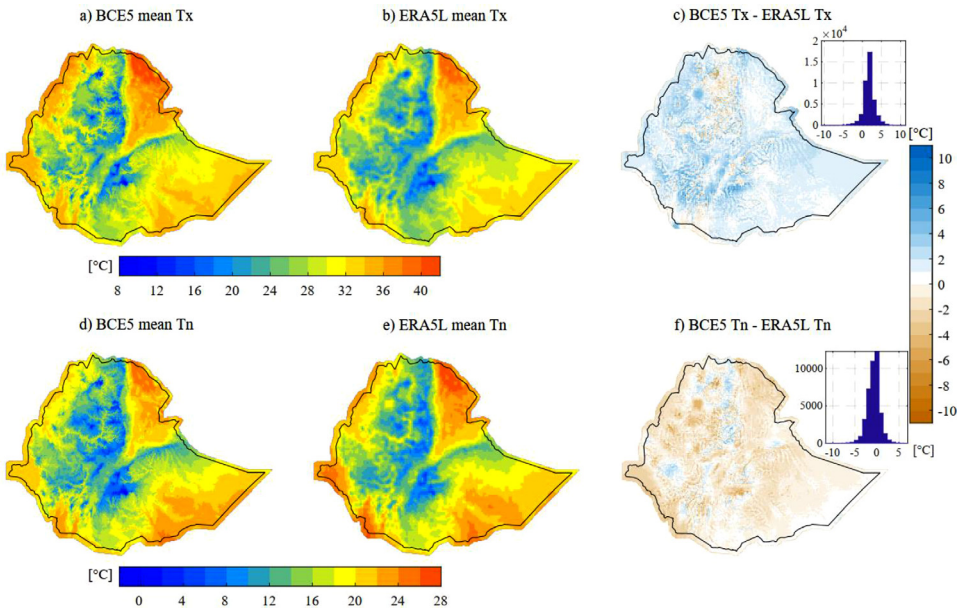 a) BCE5 mean Tx
b) ERA5L mean Tx
c) BCE5 Tx - ERA5L Tx
×10⁴
2
1.5
1
0.5
0
-10 -5 0 5 10
[°C]
10
8
6
4
2
0
-2
-4
-6
-8
-10
[°C]
8 12 16 20 24 28 32 36 40
d) BCE5 mean Tn
e) ERA5L mean Tn
f) BCE5 Tn - ERA5L Tn
10000
5000
0
-10 -5 0 5
[°C]
[°C]
0 4 8 12 16 20 24 28